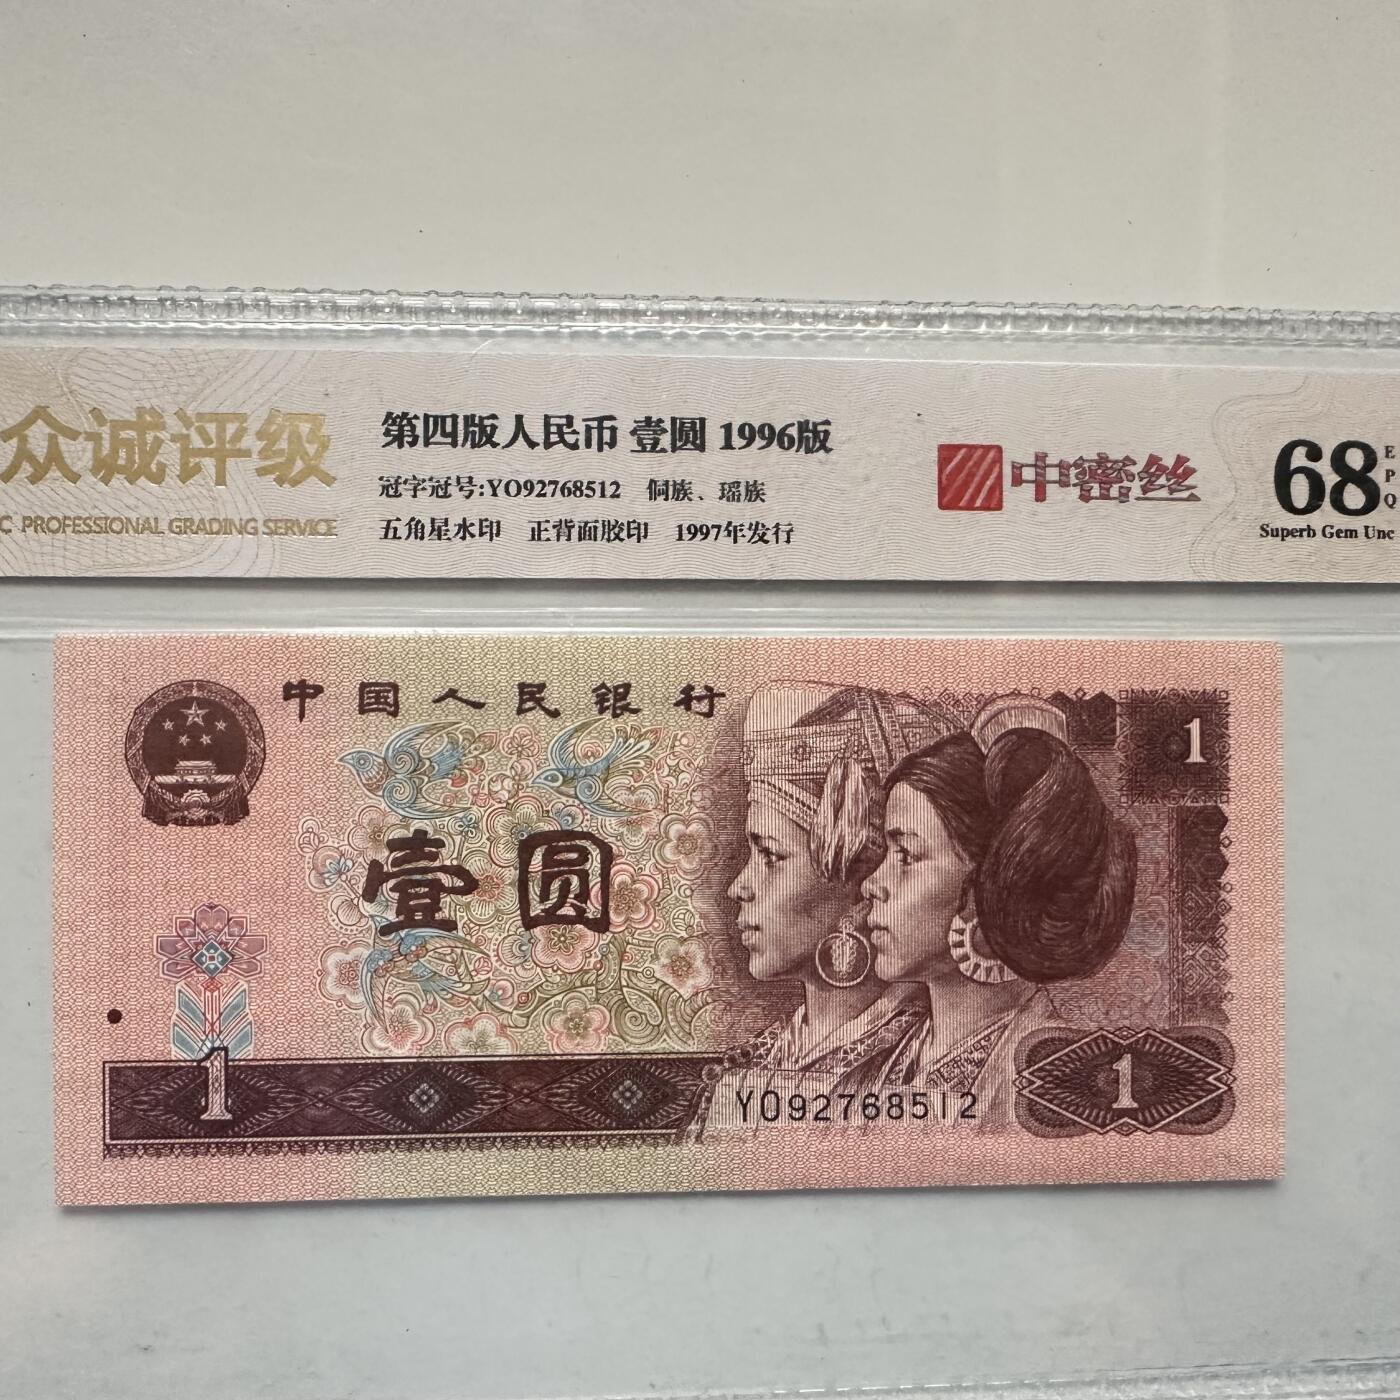 众诚评级
C PROFESSIONAL GRADING SERVICE
第四版人民币 壹圆 1996版
冠字冠号:YO92768512 侗族、瑶族
五角星水印 正背面胶印 1997年发行
中密丝
68
EPQ
Superb Gem Unc
中国人民银行
1
壹圆
1
YO92768512
1